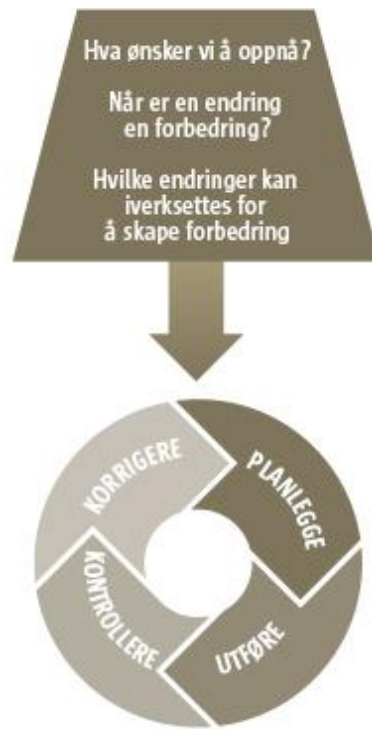 Hva ønsker vi å oppnå?
Når er en endring
en forbedring?
Hvilke endringer kan
iverksettes for
å skape forbedring
PLANLEGGE
UTFØRE
KONTROLLERE
KORRIGERE